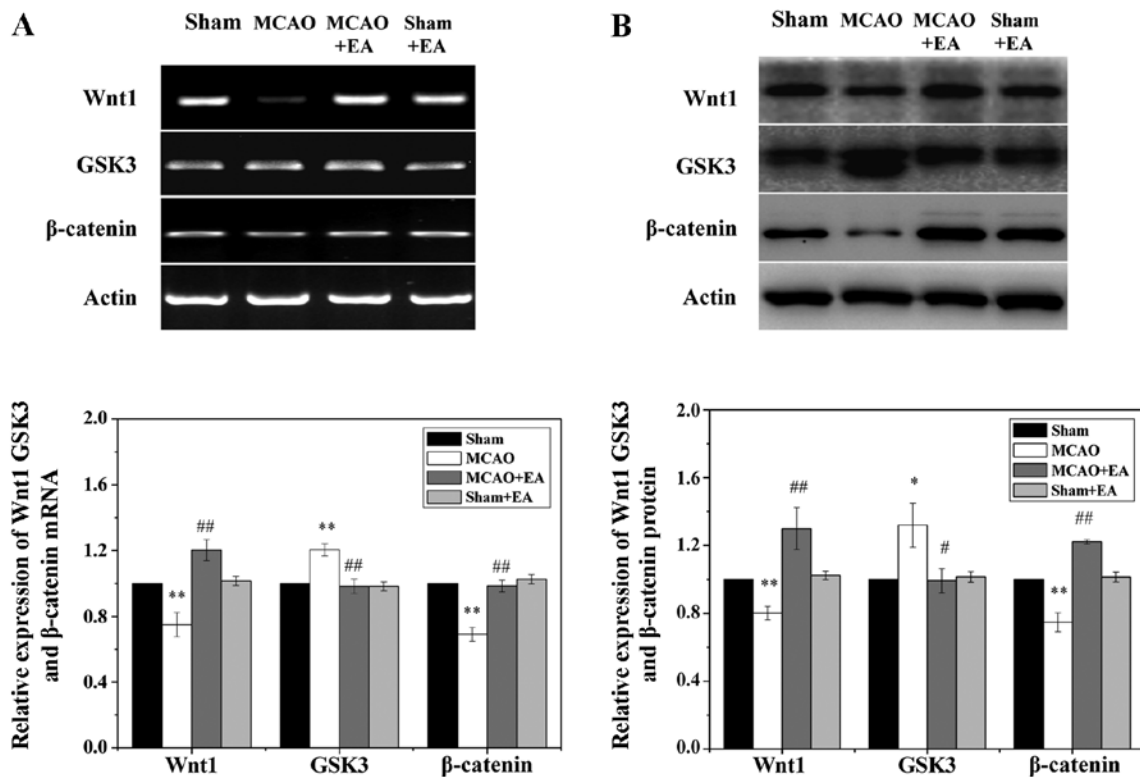 A
Sham MCAO MCAO Sham
+EA +EA
Wnt1
GSK3
β-catenin
Actin
B
Sham MCAO MCAO Sham
+EA +EA
Wnt1
GSK3
β-catenin
Actin
Relative expression of Wnt1 GSK3
and β-catenin mRNA
2.0
1.6
1.2
0.8
0.4
0.0
Sham
MCAO
MCAO+EA
Sham+EA
**
##
**
##
**
##
Wnt1 GSK3 β-catenin
Relative expression of Wnt1 GSK3
and β-catenin protein
2.0
1.6
1.2
0.8
0.4
0.0
Sham
MCAO
MCAO+EA
Sham+EA
**
##
*
#
**
##
Wnt1 GSK3 β-catenin